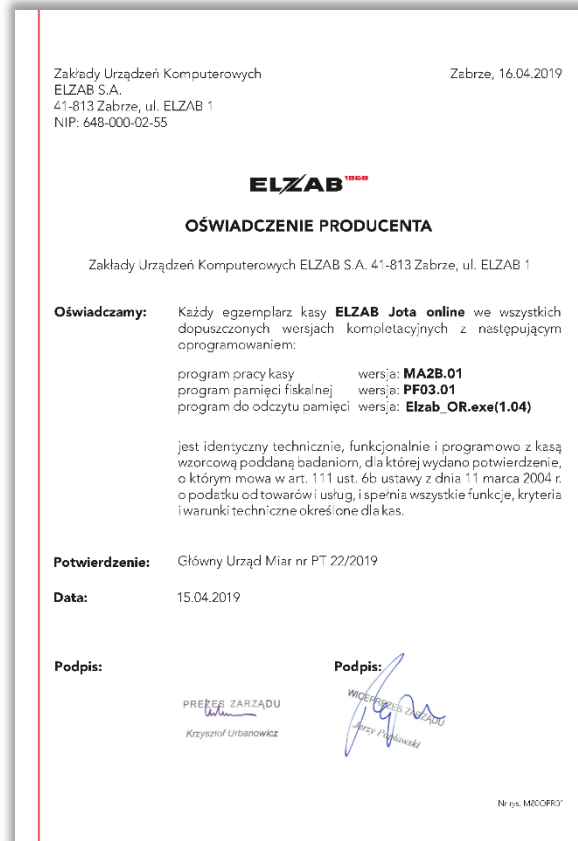 Zakłady Urządzeń Komputerowych
Zabrze, 16.04.2019
ELZAB S.A.
41-813 Zabrze, ul. ELZAB 1
NIP: 648-000-02-55
ELZAB 1969
OŚWIADCZENIE PRODUCENTA
Zakłady Urządzeń Komputerowych ELZAB S.A. 41-813 Zabrze, ul. ELZAB 1
Oświadczamy: Każdy egzemplarz kasy ELZAB Jota online we wszystkich
dopuszczonych wersjach kompletacyjnych z następującym
oprogramowaniem:
program pracy kasy wersja: MA2B.01
program pamięci fiskalnej wersja: PF03.01
program do odczytu pamięci wersja: Elzab_OR.exe(1.04)
jest identyczny technicznie, funkcjonalnie i programowo z kasą
wzorcową poddaną badaniom, dla której wydano potwierdzenie,
o którym mowa w art. 111 ust. 6b ustawy z dnia 11 marca 2004 r.
o podatku od towarów i usług, i spełnia wszystkie funkcje, kryteria
i warunki techniczne określone dla kas.
Potwierdzenie: Główny Urząd Miar nr PT 22/2019
Data: 15.04.2019
Podpis: Podpis:
PREZES ZARZĄDU
Krzysztof Urbanowicz
WICEPREZES ZARZĄDU
Jerzy Popławski
Nr rys. M80OPR01